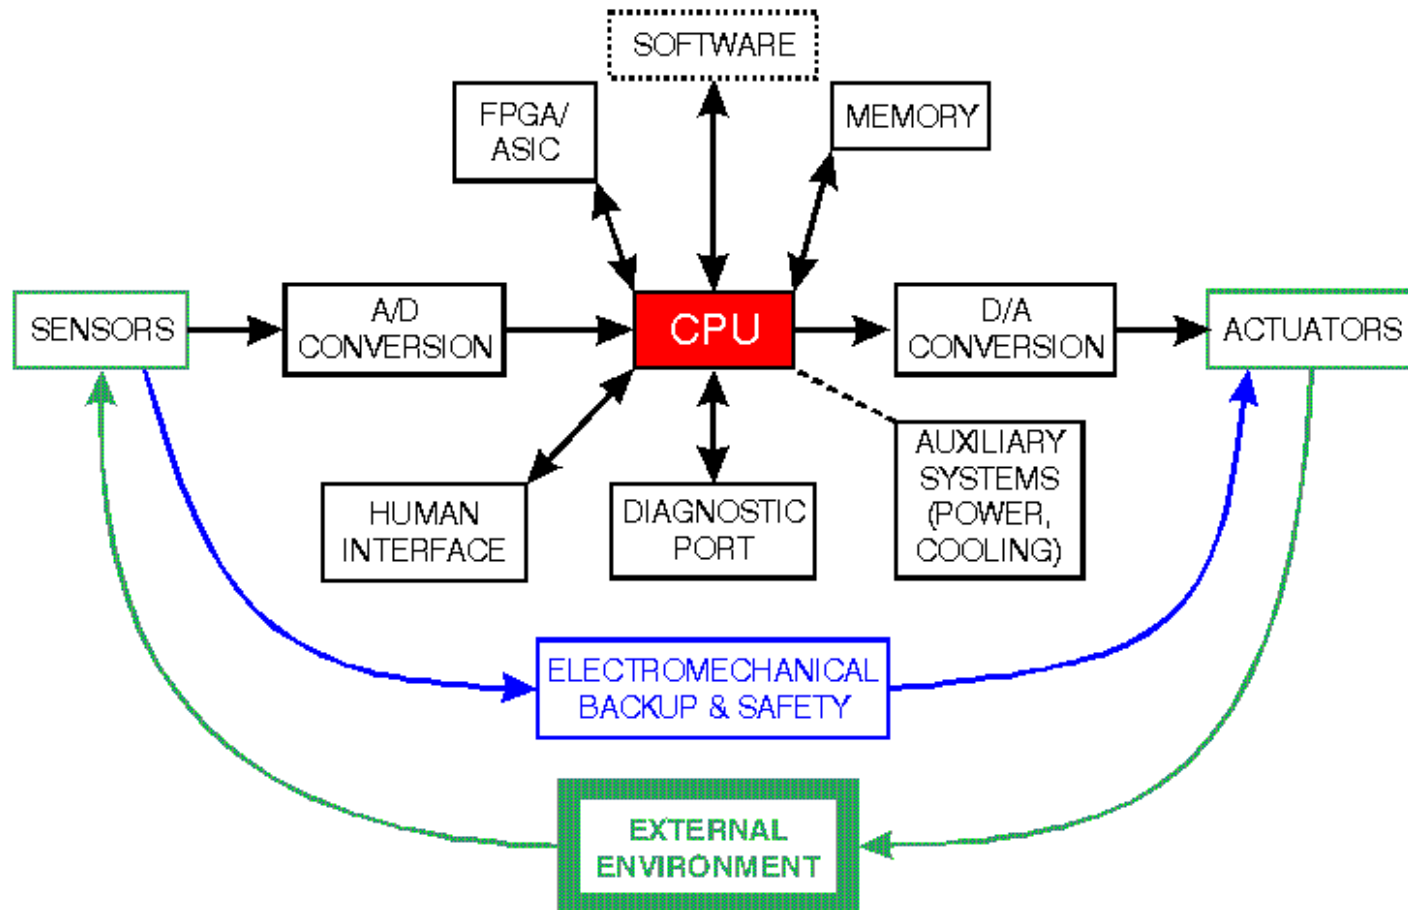 SOFTWARE
FPGA/
ASIC
MEMORY
SENSORS
A/D
CONVERSION
CPU
D/A
CONVERSION
ACTUATORS
HUMAN
INTERFACE
DIAGNOSTIC
PORT
AUXILIARY
SYSTEMS
(POWER,
COOLING)
ELECTROMECHANICAL
BACKUP & SAFETY
EXTERNAL
ENVIRONMENT